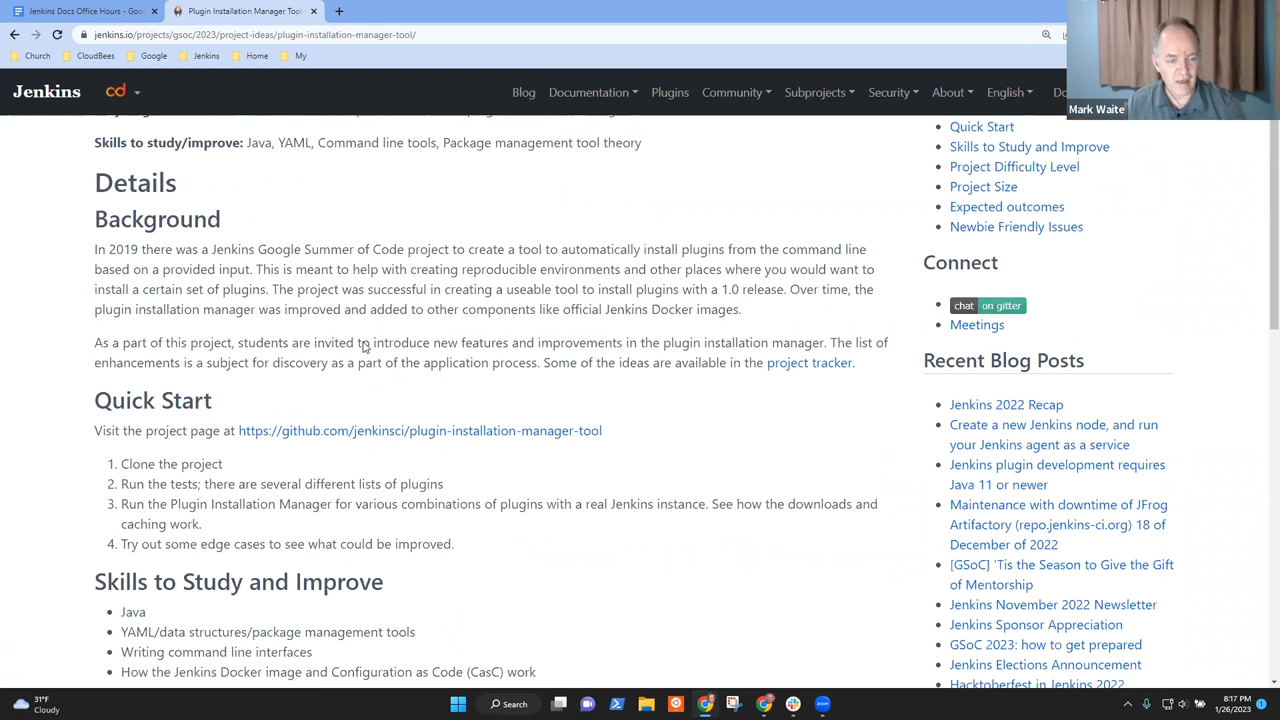 Jenkins Docs Office Hours - Goo
Plugin Installation Manager Too
jenkins.io/projects/gsoc/2023/project-ideas/plugin-installation-manager-tool/
Church
CloudBees
Google
Jenkins
Home
My
Mark Waite
Jenkins
cd
Blog
Documentation
Plugins
Community
Subprojects
Security
About
English
Skills to study/improve: Java, YAML, Command line tools, Package management tool theory
Details
Background
In 2019 there was a Jenkins Google Summer of Code project to create a tool to automatically install plugins from the command line
based on a provided input. This is meant to help with creating reproducible environments and other places where you would want to
install a certain set of plugins. The project was successful in creating a useable tool to install plugins with a 1.0 release. Over time, the
plugin installation manager was improved and added to other components like official Jenkins Docker images.
As a part of this project, students are invited to introduce new features and improvements in the plugin installation manager. The list of
enhancements is a subject for discovery as a part of the application process. Some of the ideas are available in the project tracker.
Quick Start
Visit the project page at https://github.com/jenkinsci/plugin-installation-manager-tool
1. Clone the project
2. Run the tests; there are several different lists of plugins
3. Run the Plugin Installation Manager for various combinations of plugins with a real Jenkins instance. See how the downloads and
caching work.
4. Try out some edge cases to see what could be improved.
Skills to Study and Improve
Java
YAML/data structures/package management tools
Writing command line interfaces
How the Jenkins Docker image and Configuration as Code (CasC) work
Quick Start
Skills to Study and Improve
Project Difficulty Level
Project Size
Expected outcomes
Newbie Friendly Issues
Connect
chat on gitter
Meetings
Recent Blog Posts
Jenkins 2022 Recap
Create a new Jenkins node, and run
your Jenkins agent as a service
Jenkins plugin development requires
Java 11 or newer
Maintenance with downtime of JFrog
Artifactory (repo.jenkins-ci.org) 18 of
December of 2022
[GSoC] 'Tis the Season to Give the Gift
of Mentorship
Jenkins November 2022 Newsletter
Jenkins Sponsor Appreciation
GSoC 2023: how to get prepared
Jenkins Elections Announcement
Hacktoberfest in Jenkins 2022
31°F
Cloudy
Search
8:17 PM
1/26/2023